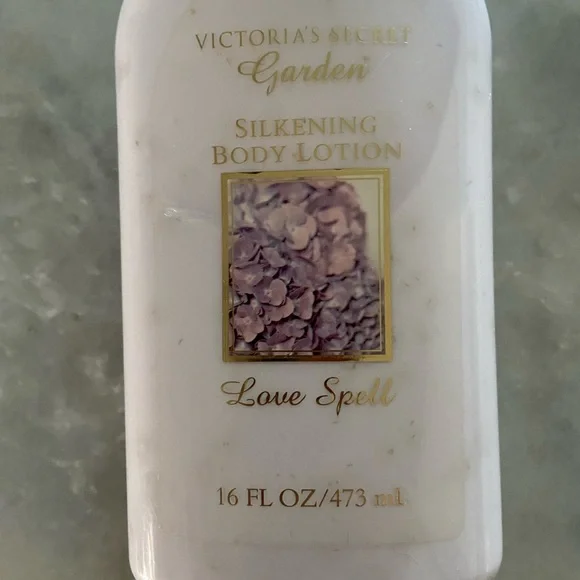 VICTORIA'S SECRET
Garden
SILKENING
BODY LOTION
Love Spell
16 FL OZ/473 mL